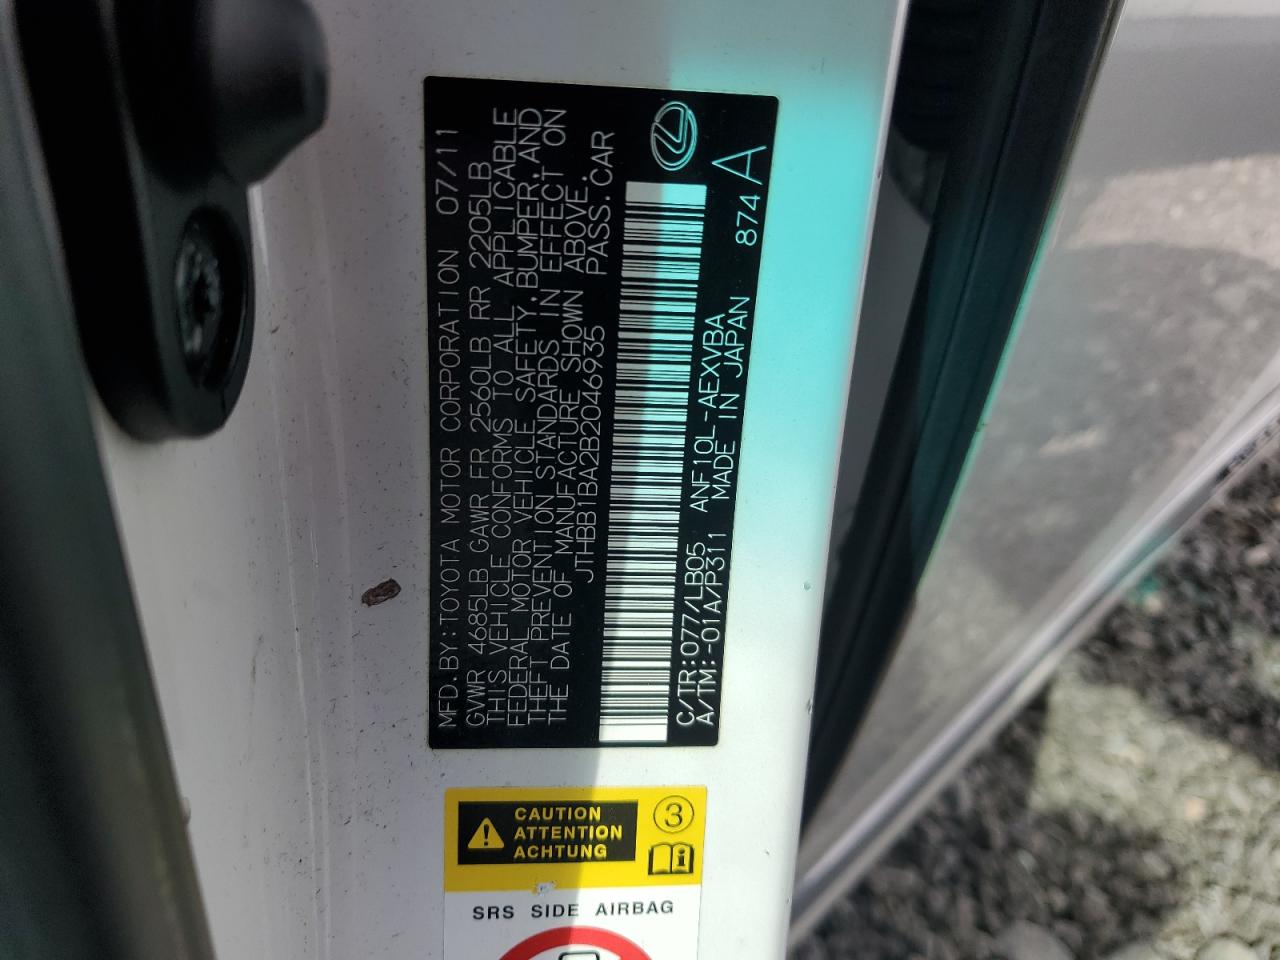 MFD.BY:TOYOTA MOTOR CORPORATION 07/11
GVWR 4685LB GAWR FR 2560LB RR 2205LB
THIS VEHICLE CONFORMS TO ALL APPLICABLE
FEDERAL MOTOR VEHICLE SAFETY,BUMPER,AND
THEFT PREVENTION STANDARDS IN EFFECT ON
THE DATE OF MANUFACTURE SHOWN ABOVE.
JTHBB1BA2B2046935 PASS.CAR
C/TR:077/LB05 ANF10L-AEXVBA 874A
A/TM:-01A/P311 MADE IN JAPAN
CAUTION
ATTENTION
ACHTUNG
3
i
SRS SIDE AIRBAG